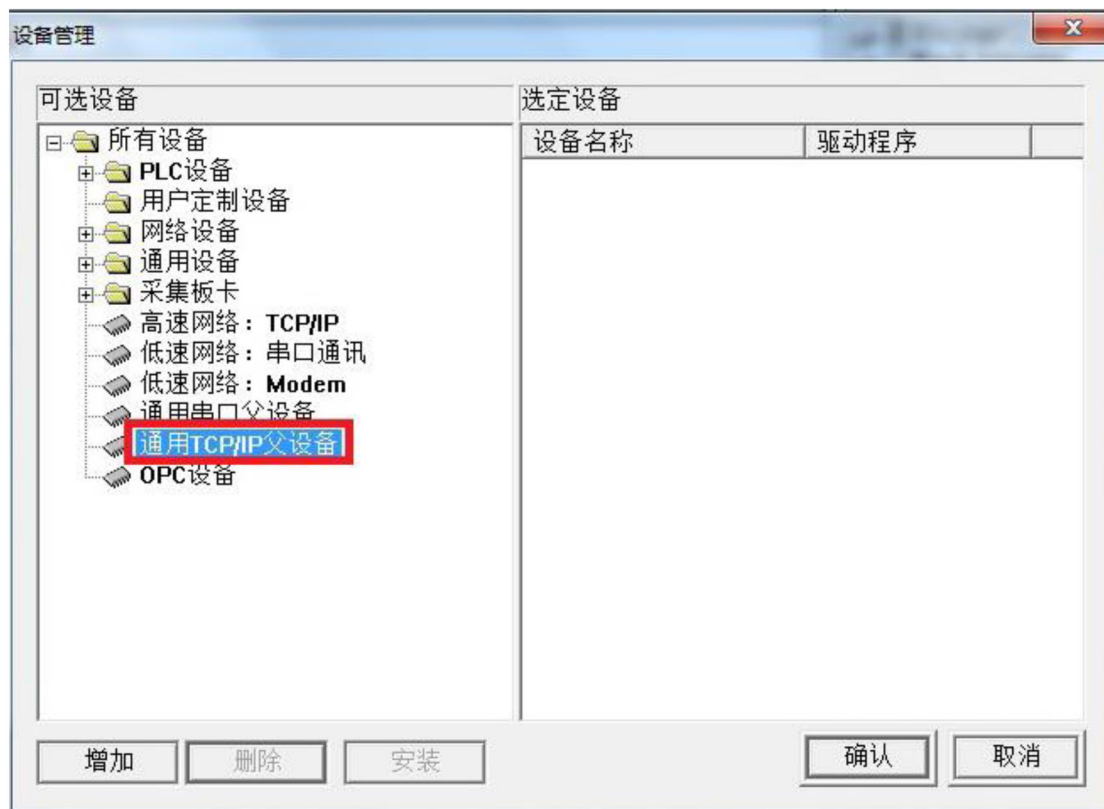 设备管理
可选设备
选定设备
所有设备
PLC设备
用户定制设备
网络设备
通用设备
采集板卡
高速网络：TCP/IP
低速网络：串口通讯
低速网络：Modem
通用串口父设备
通用TCP/IP父设备
OPC设备
设备名称 驱动程序
增加 删除 安装 确认 取消